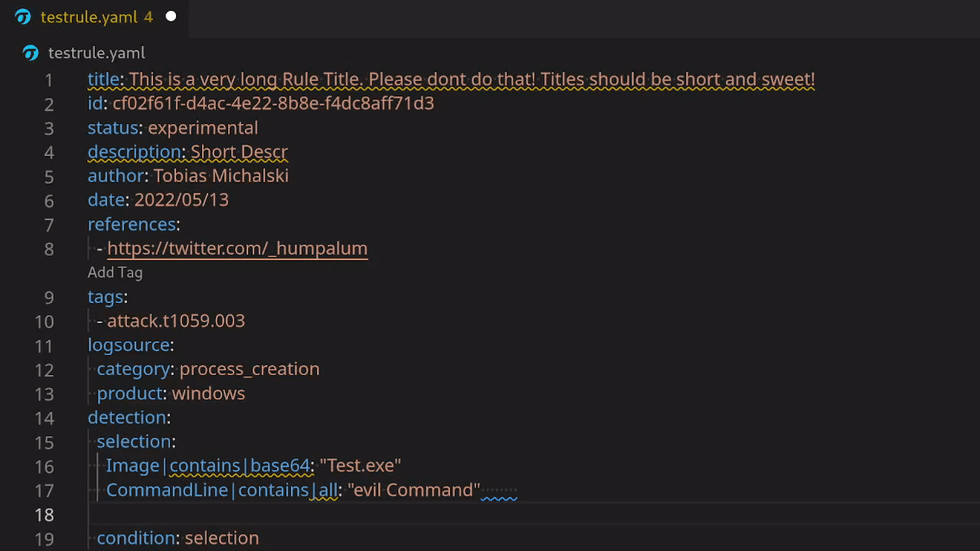 testrule.yaml 4
testrule.yaml
1 title: This is a very long Rule Title. Please dont do that! Titles should be short and sweet!
2 id: cf02f61f-d4ac-4e22-8b8e-f4dc8aff71d3
3 status: experimental
4 description: Short Descr
5 author: Tobias Michalski
6 date: 2022/05/13
7 references:
8 - https://twitter.com/_humpalum
Add Tag
9 tags:
10 - attack.t1059.003
11 logsource:
12 category: process_creation
13 product: windows
14 detection:
15 selection:
16 Image|contains|base64: "Test.exe"
17 CommandLine|contains|all: "evil Command"
18
19 condition: selection